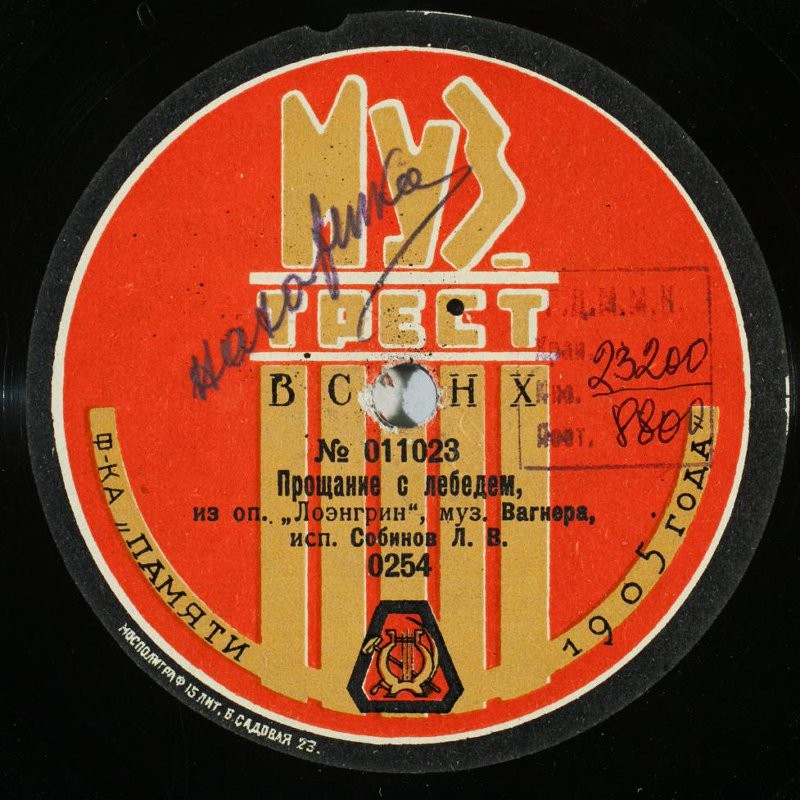 Муз.
ТРЕСТ
ВСНХ
№ 011023
Прощание с лебедем,
из оп. „Лоэнгрин“, муз. Вагнера,
исп. Собинов Л. В.
0254
Ф-КА „ПАМЯТИ 1905 ГОДА“
МОСПОЛИГРАФ 15 ЛИТ. Б. САДОВАЯ 23.
Д.М.М.К.
23200
8800